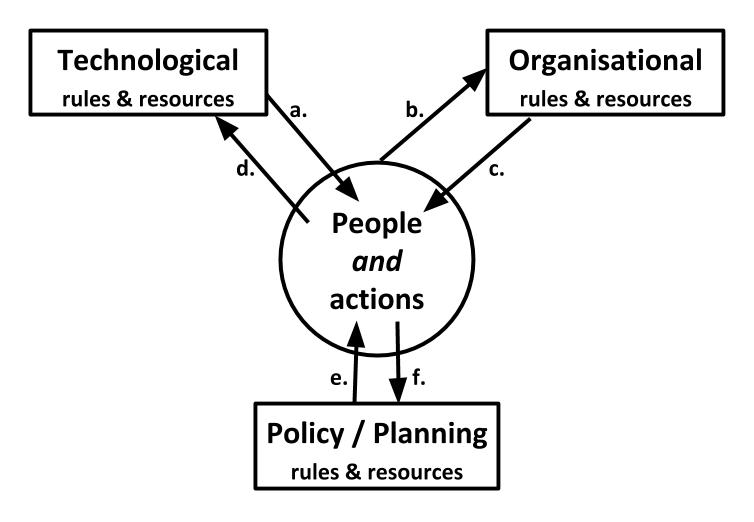 Technological
rules & resources
Organisational
rules & resources
a.
b.
d.
c.
People
and
actions
e.
f.
Policy / Planning
rules & resources